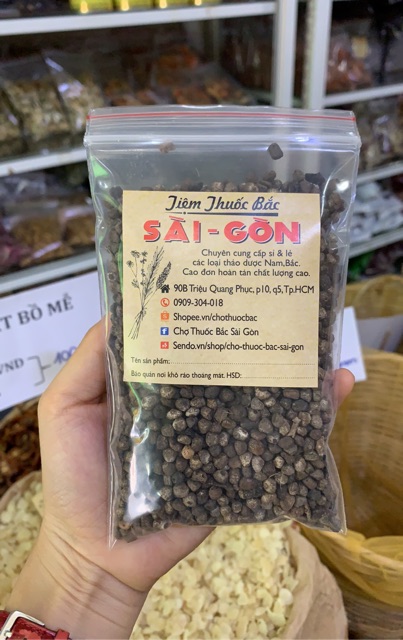 Tiệm Thuốc Bắc
SÀI-GÒN
Chuyên cung cấp sỉ & lẻ
các loại thảo dược Nam,Bắc.
Cao đơn hoàn tán chất lượng cao.
90B Triệu Quang Phục, p10, q5,Tp.HCM
0909-304-018
Shopee.vn/chothuocbac
Chợ Thuốc Bắc Sài Gòn
Sendo.vn/shop/cho-thuoc-bac-sai-gon
Tên sản phẩm:
Bảo quản nơi khô ráo thoáng mát. HSD:
T BỒ MỄ
VND
100